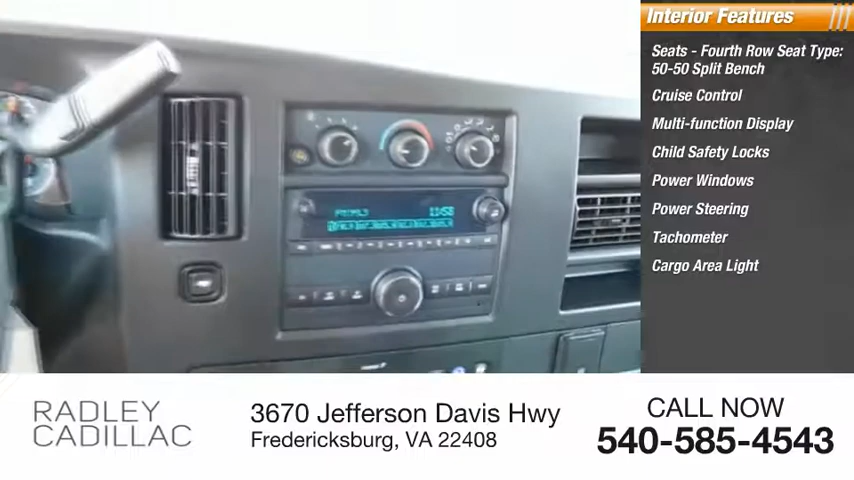 Interior Features
Seats - Fourth Row Seat Type:
50-50 Split Bench
Cruise Control
Multi-function Display
Child Safety Locks
Power Windows
Power Steering
Tachometer
Cargo Area Light
RADLEY
CADILLAC
3670 Jefferson Davis Hwy
Fredericksburg, VA 22408
CALL NOW
540-585-4543